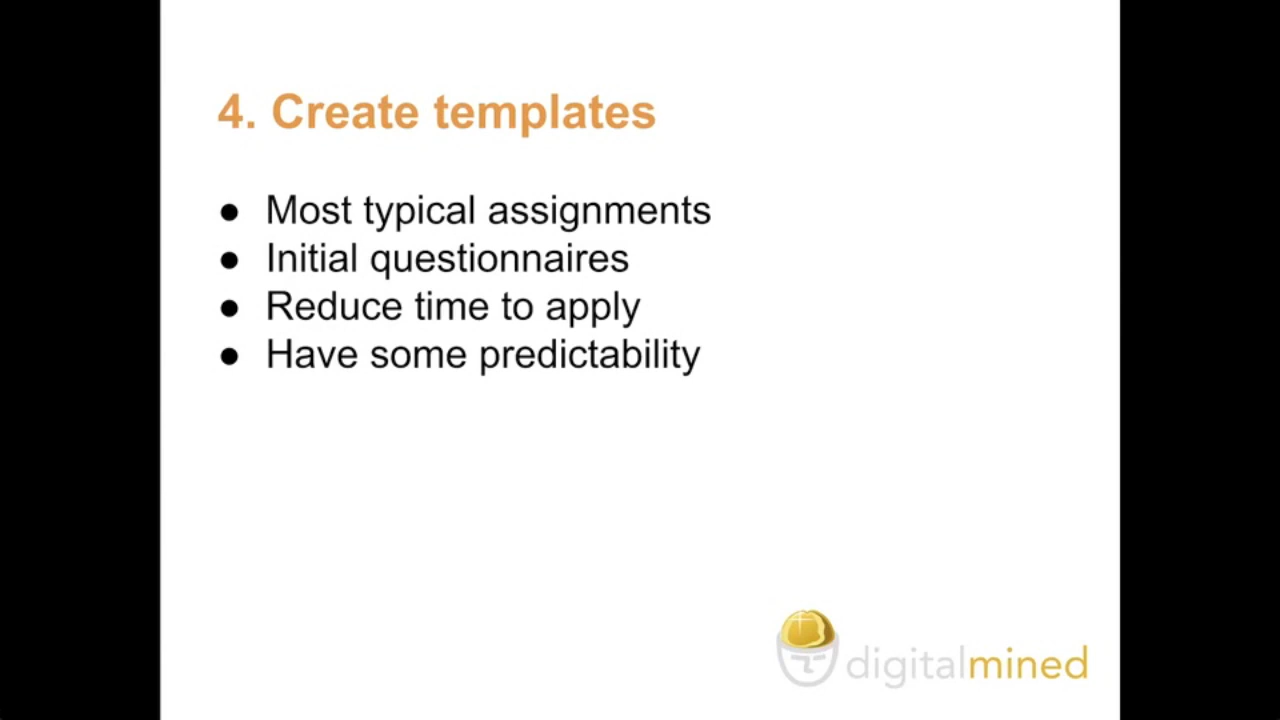 4. Create templates
● Most typical assignments
● Initial questionnaires
● Reduce time to apply
● Have some predictability
digitalmined